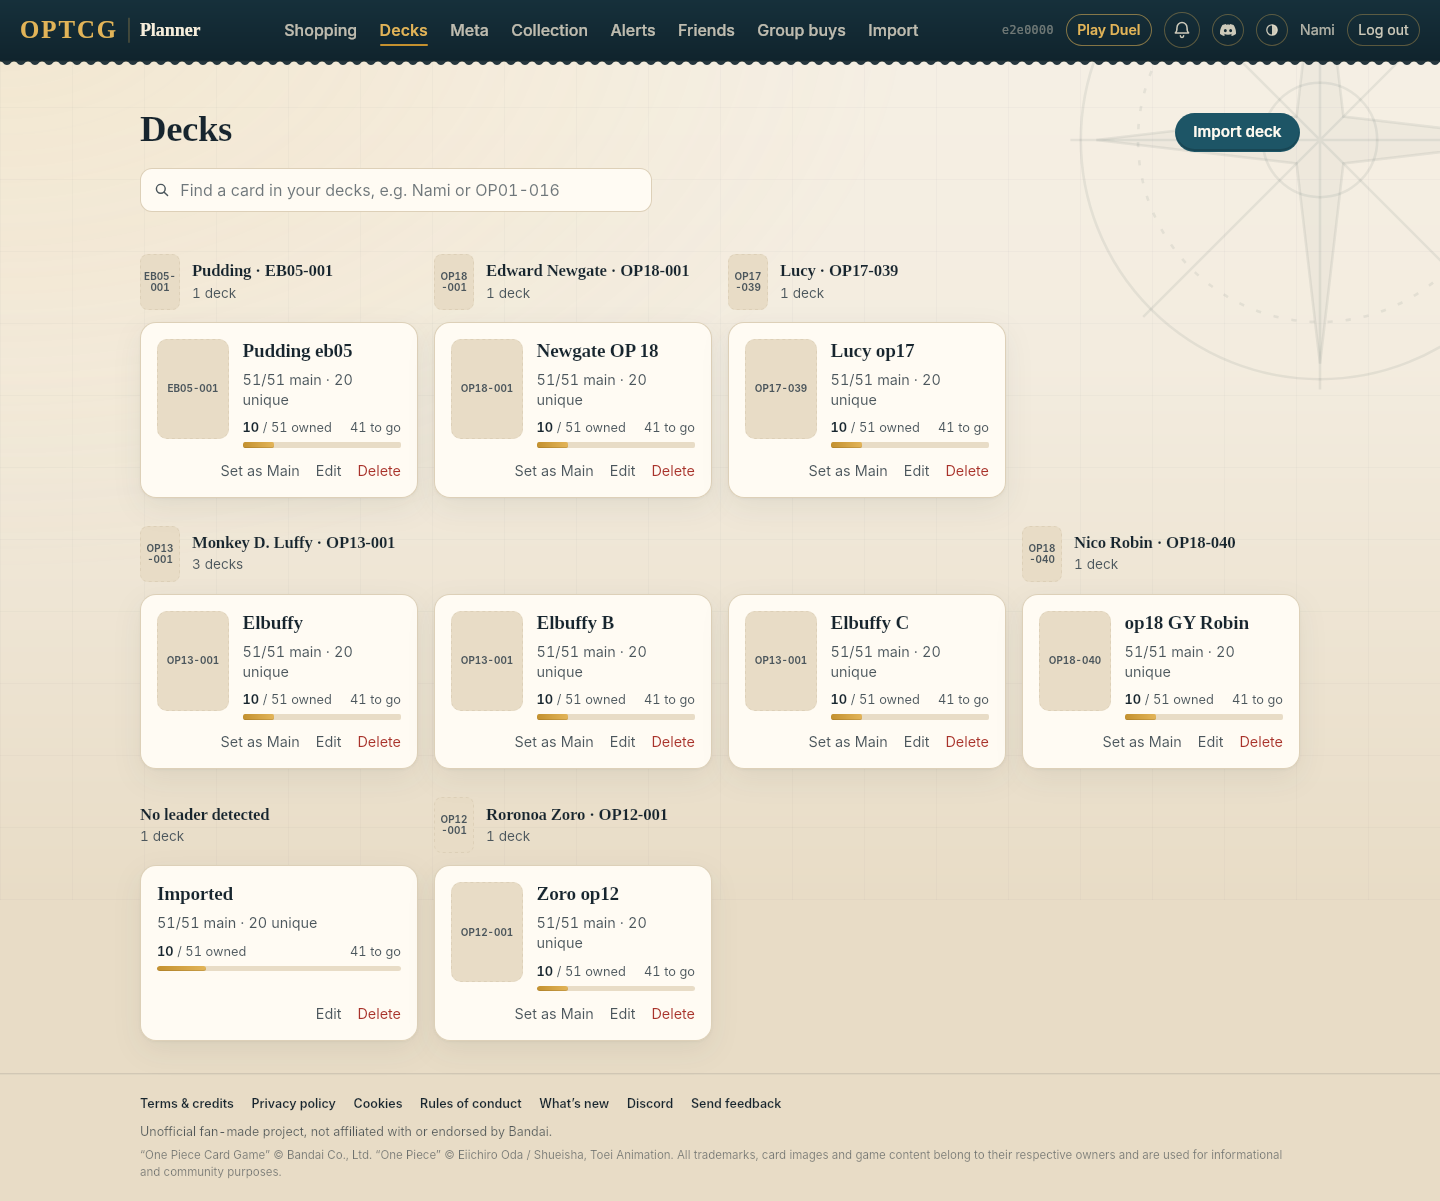 OPTCG Planner
Shopping Decks Meta Collection Alerts Friends Group buys Import
e2e0000 Play Duel Nami Log out
Decks
Import deck
Find a card in your decks, e.g. Nami or OP01-016
EB05-
001
Pudding · EB05-001
1 deck
OP18
-001
Edward Newgate · OP18-001
1 deck
OP17
-039
Lucy · OP17-039
1 deck
EB05-001
Pudding eb05
51/51 main · 20
unique
10 / 51 owned 41 to go
Set as Main Edit Delete
OP18-001
Newgate OP 18
51/51 main · 20
unique
10 / 51 owned 41 to go
Set as Main Edit Delete
OP17-039
Lucy op17
51/51 main · 20
unique
10 / 51 owned 41 to go
Set as Main Edit Delete
OP13
-001
Monkey D. Luffy · OP13-001
3 decks
OP18
-040
Nico Robin · OP18-040
1 deck
OP13-001
Elbuffy
51/51 main · 20
unique
10 / 51 owned 41 to go
Set as Main Edit Delete
OP13-001
Elbuffy B
51/51 main · 20
unique
10 / 51 owned 41 to go
Set as Main Edit Delete
OP13-001
Elbuffy C
51/51 main · 20
unique
10 / 51 owned 41 to go
Set as Main Edit Delete
OP18-040
op18 GY Robin
51/51 main · 20
unique
10 / 51 owned 41 to go
Set as Main Edit Delete
No leader detected
1 deck
OP12
-001
Roronoa Zoro · OP12-001
1 deck
Imported
51/51 main · 20 unique
10 / 51 owned 41 to go
Edit Delete
OP12-001
Zoro op12
51/51 main · 20
unique
10 / 51 owned 41 to go
Set as Main Edit Delete
Terms & credits Privacy policy Cookies Rules of conduct What’s new Discord Send feedback
Unofficial fan-made project, not affiliated with or endorsed by Bandai.
“One Piece Card Game” © Bandai Co., Ltd. “One Piece” © Eiichiro Oda / Shueisha, Toei Animation. All trademarks, card images and game content belong to their respective owners and are used for informational
and community purposes.